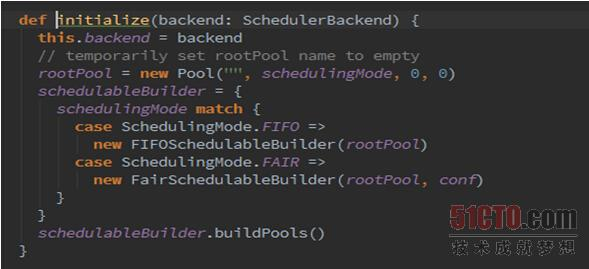 def initialize(backend: SchedulerBackend) {
this.backend = backend
// temporarily set rootPool name to empty
rootPool = new Pool("", schedulingMode, 0, 0)
schedulableBuilder = {
schedulingMode match {
case SchedulingMode.FIFO =>
new FIFOSchedulableBuilder(rootPool)
case SchedulingMode.FAIR =>
new FairSchedulableBuilder(rootPool, conf)
}
}
schedulableBuilder.buildPools()
}
51CTO.com
技术成就梦想